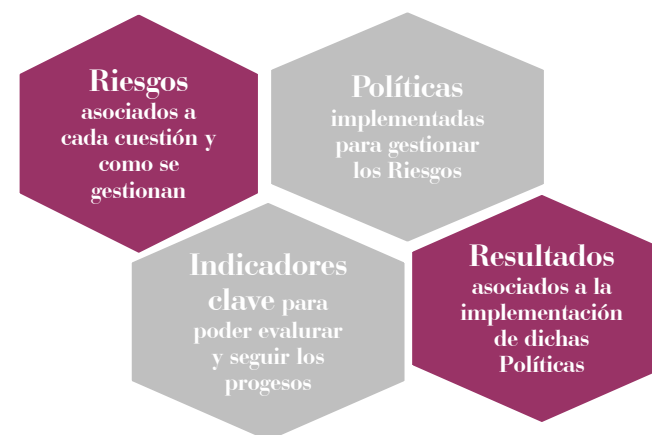 Riesgos
asociados a
cada cuestión y
como se
gestionan
Políticas
implementadas
para gestionar
los Riesgos
Indicadores
clave para
poder evalurar
y seguir los
progesos
Resultados
asociados a la
implementación
de dichas
Políticas